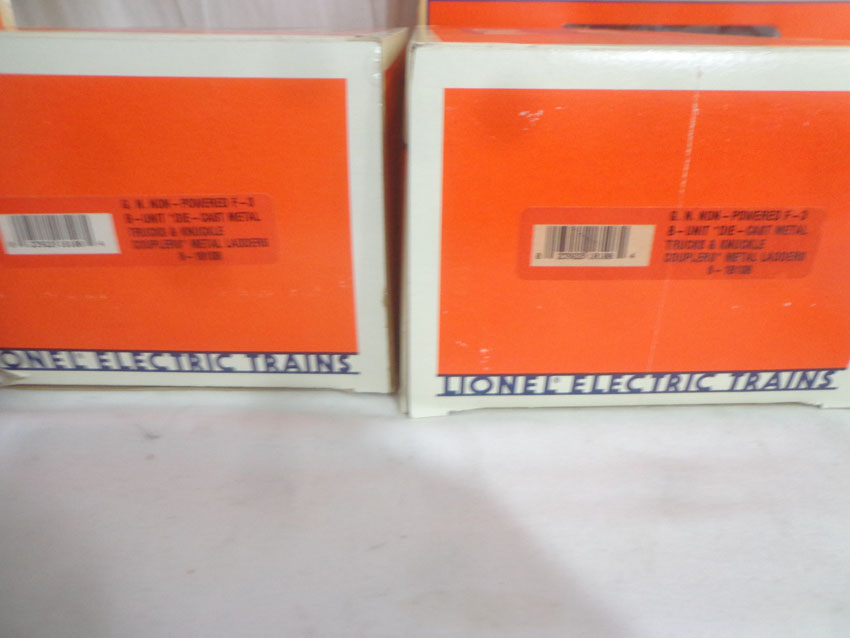 G. N. NON-POWERED F-3
B-UNIT "DIE-CAST METAL
TRUCKS & KNUCKLE
COUPLERS" METAL LADDERS
ONEL® ELECTRIC TRAINS
G. N. NON-POWERED F-3
B-UNIT "DIE-CAST METAL
TRUCKS & KNUCKLE
COUPLERS" METAL LADDERS
LIONEL® ELECTRIC TRAINS